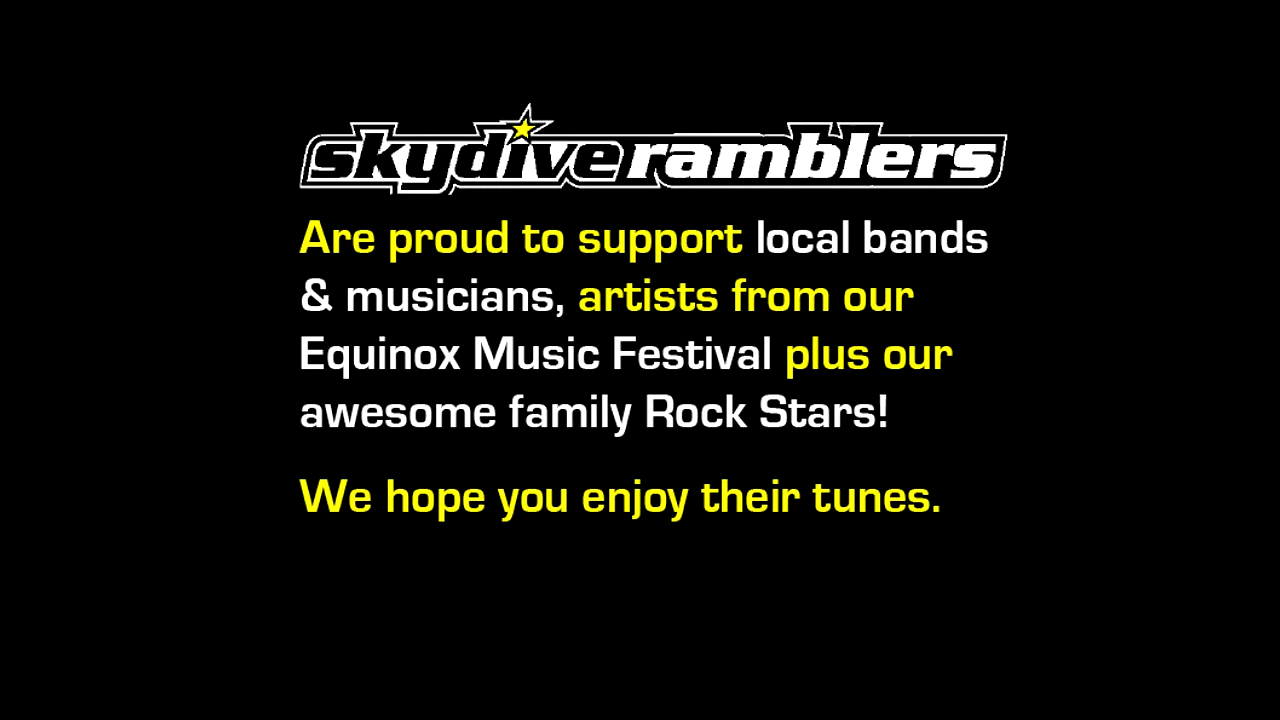 skydiveramblers
Are proud to support local bands
& musicians, artists from our
Equinox Music Festival plus our
awesome family Rock Stars!
We hope you enjoy their tunes.